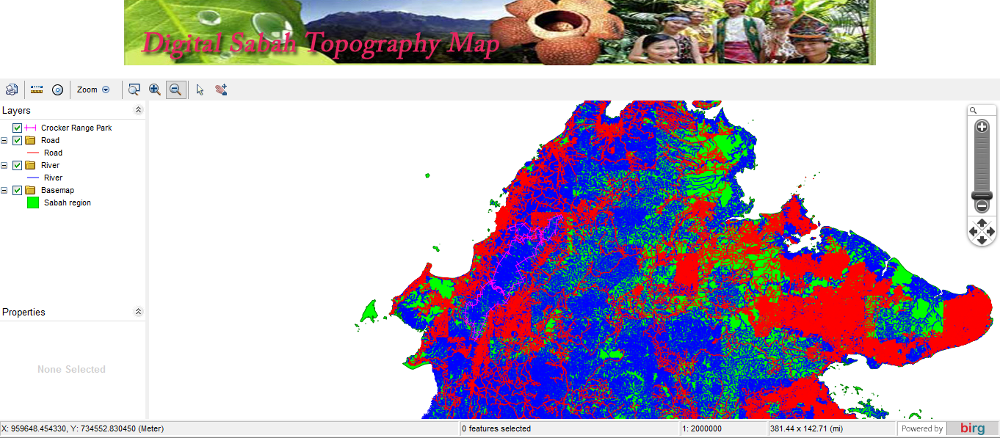 Digital Sabah Topography Map
Zoom
Layers
Crocker Range Park
Road
Road
River
River
Basemap
Sabah region
Properties
None Selected
X: 959648.454330, Y: 734552.830450 (Meter)
0 features selected
1: 2000000
381.44 x 142.71 (mi)
Powered by
birg